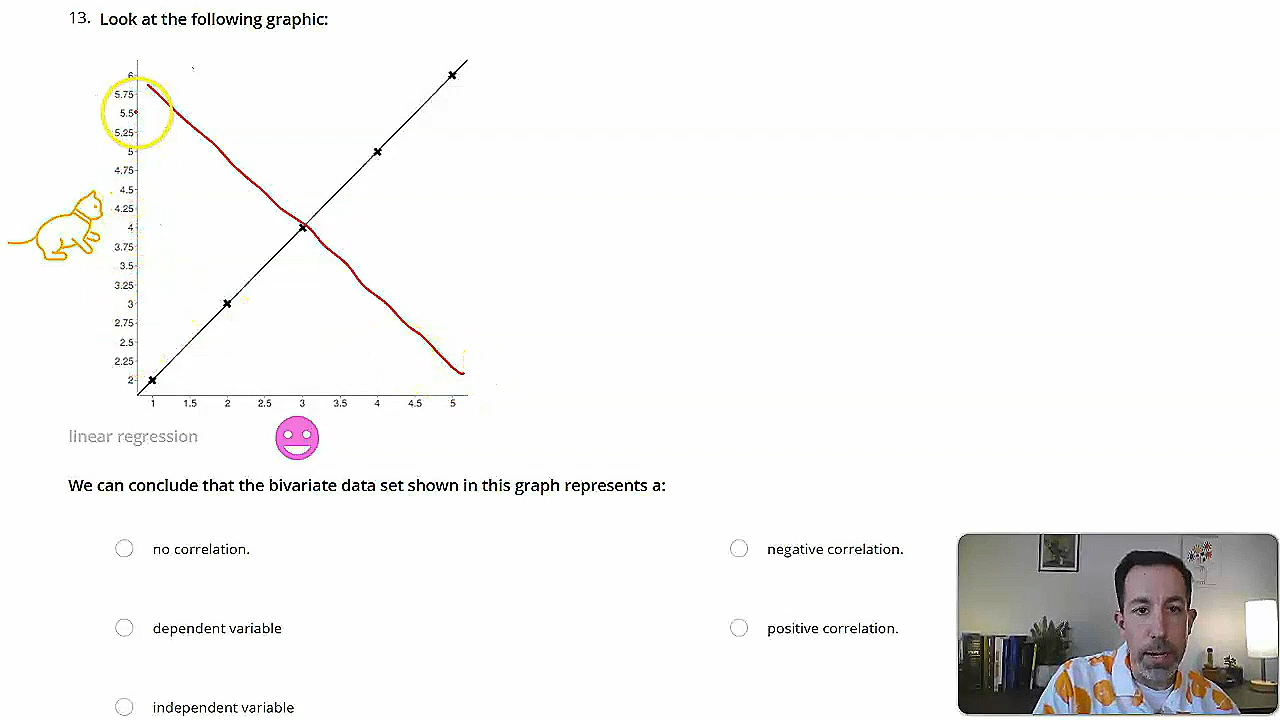 13. Look at the following graphic:
6
5.75
5.5
5.25
5
4.75
4.5
4.25
4
3.75
3.5
3.25
3
2.75
2.5
2.25
2
1 1.5 2 2.5 3 3.5 4 4.5 5
linear regression
We can conclude that the bivariate data set shown in this graph represents a:
no correlation. negative correlation.
dependent variable positive correlation.
independent variable